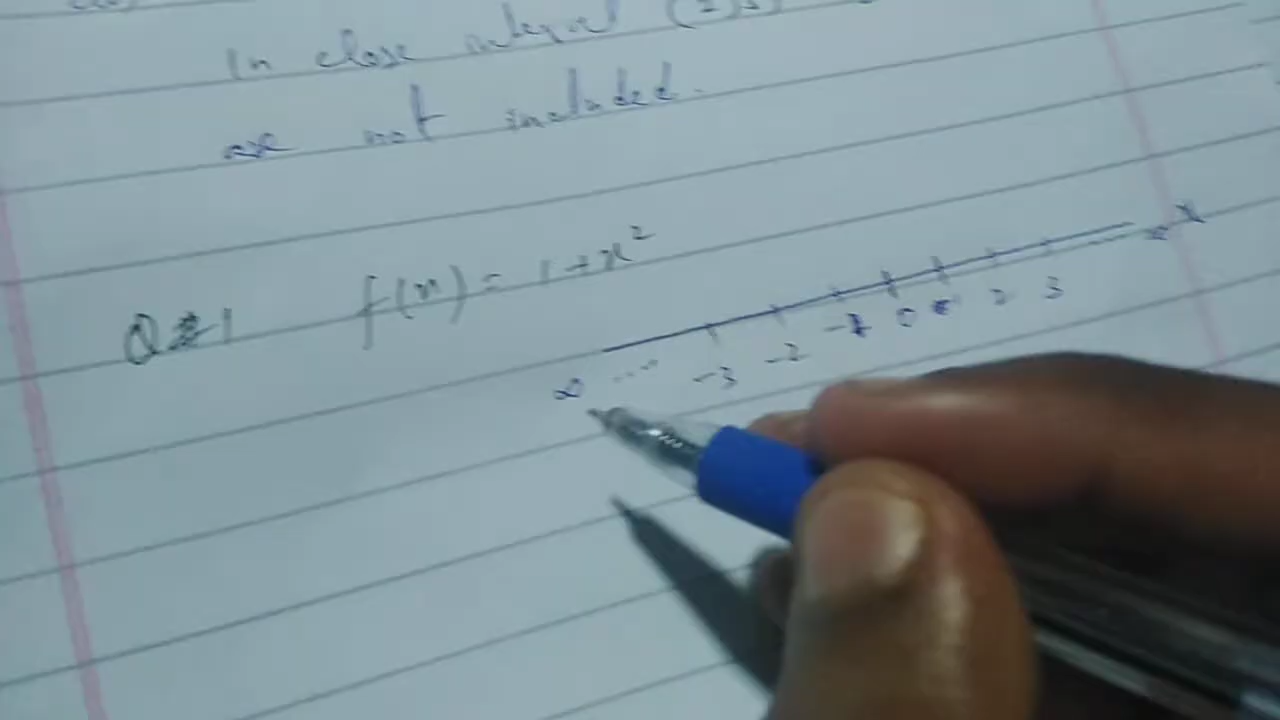 In close interval
are not included.
Q#1 f(x) = 1+x²
∞ .... -3 -2 -1 0 1 2 3 x